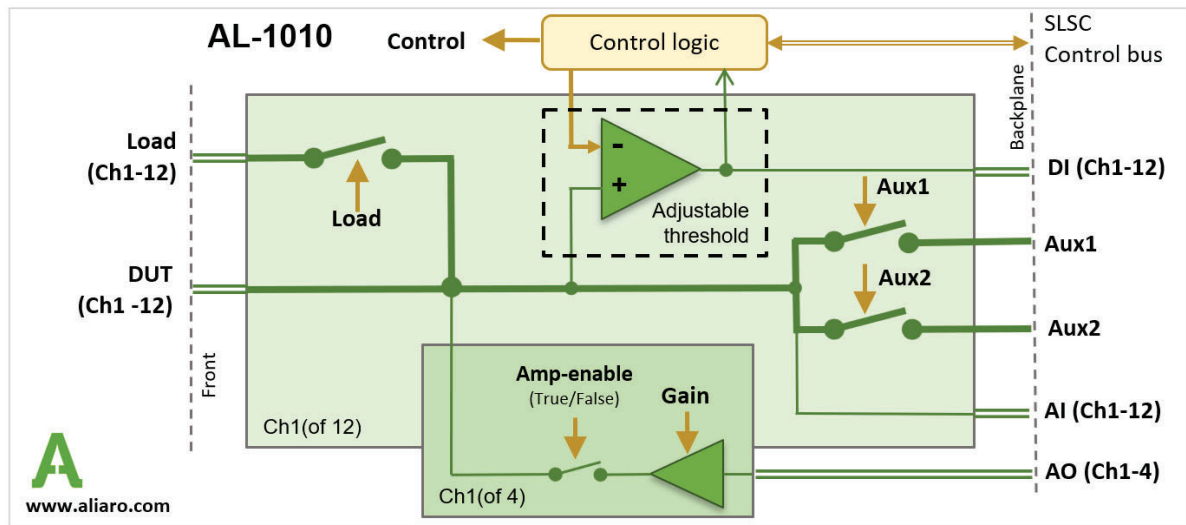 AL-1010
Control
Control logic
SLSC
Control bus
Backplane
Load
(Ch1-12)
Load
-
+
Adjustable
threshold
DI (Ch1-12)
Aux1
Aux1
DUT
(Ch1 -12)
Aux2
Aux2
Front
Amp-enable
(True/False)
Gain
AI (Ch1-12)
Ch1(of 12)
AO (Ch1-4)
Ch1(of 4)
A
www.aliaro.com